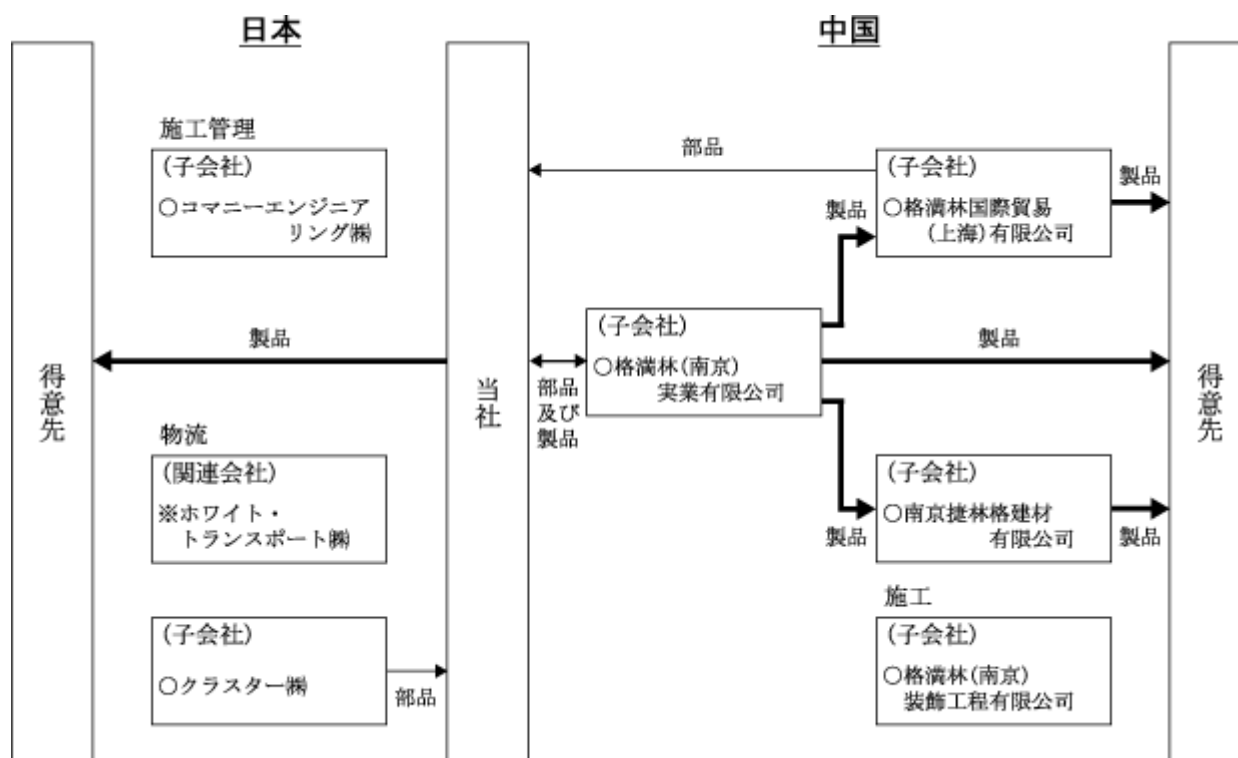 日本
中国
得意先
施工管理
(子会社)
○コマニーエンジニア
リング㈱
製品
物流
(関連会社)
※ホワイト・
トランスポート㈱
(子会社)
○クラスター㈱
部品
当社
部品
部品
及び
製品
(子会社)
○格満林(南京)
実業有限公司
製品
(子会社)
○格満林国際貿易
(上海)有限公司
製品
製品
製品
(子会社)
○南京捷林格建材
有限公司
製品
施工
(子会社)
○格満林(南京)
装飾工程有限公司
得意先